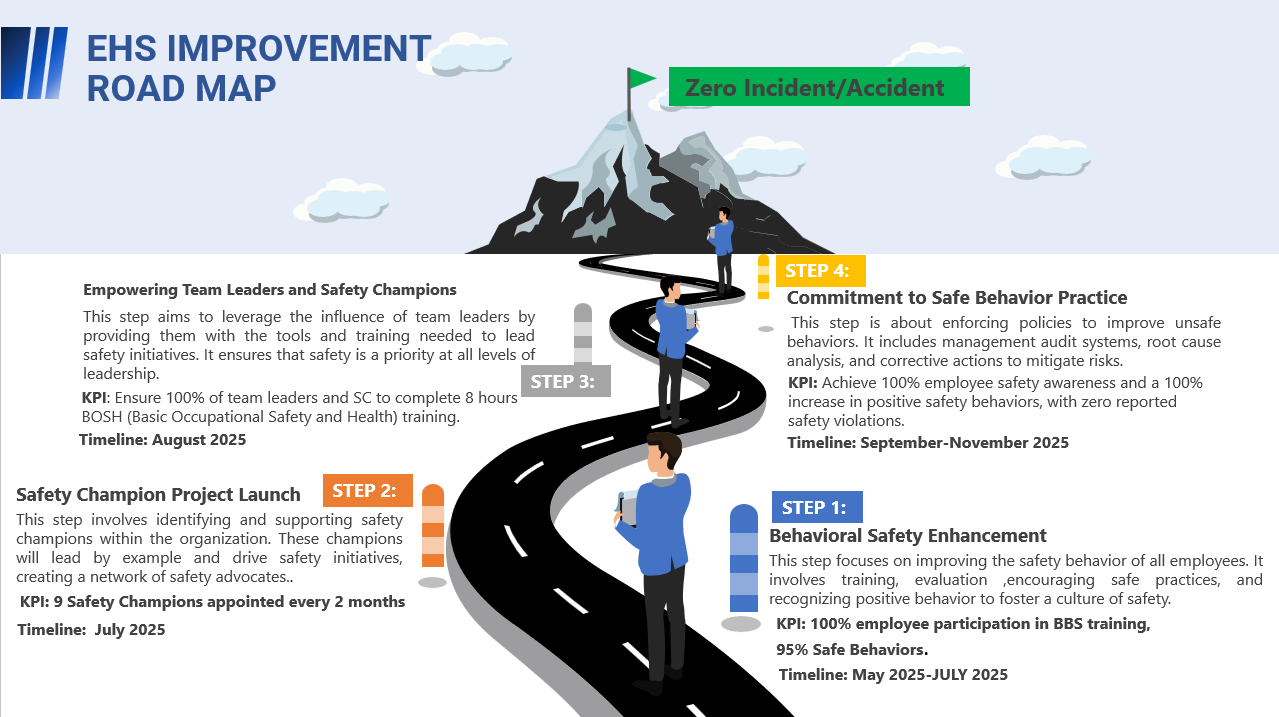 EHS IMPROVEMENT
ROAD MAP
Zero Incident/Accident
STEP 4:
Commitment to Safe Behavior Practice
This step is about enforcing policies to improve unsafe
behaviors. It includes management audit systems, root cause
analysis, and corrective actions to mitigate risks.
KPI: Achieve 100% employee safety awareness and a 100%
increase in positive safety behaviors, with zero reported
safety violations.
Timeline: September-November 2025
Empowering Team Leaders and Safety Champions
This step aims to leverage the influence of team leaders by
providing them with the tools and training needed to lead
safety initiatives. It ensures that safety is a priority at all levels of
leadership.
STEP 3:
KPI: Ensure 100% of team leaders and SC to complete 8 hours
BOSH (Basic Occupational Safety and Health) training.
Timeline: August 2025
STEP 2:
Safety Champion Project Launch
This step involves identifying and supporting safety
champions within the organization. These champions
will lead by example and drive safety initiatives,
creating a network of safety advocates..
KPI: 9 Safety Champions appointed every 2 months
Timeline: July 2025
STEP 1:
Behavioral Safety Enhancement
This step focuses on improving the safety behavior of all employees. It
involves training, evaluation ,encouraging safe practices, and
recognizing positive behavior to foster a culture of safety.
KPI: 100% employee participation in BBS training,
95% Safe Behaviors.
Timeline: May 2025-JULY 2025